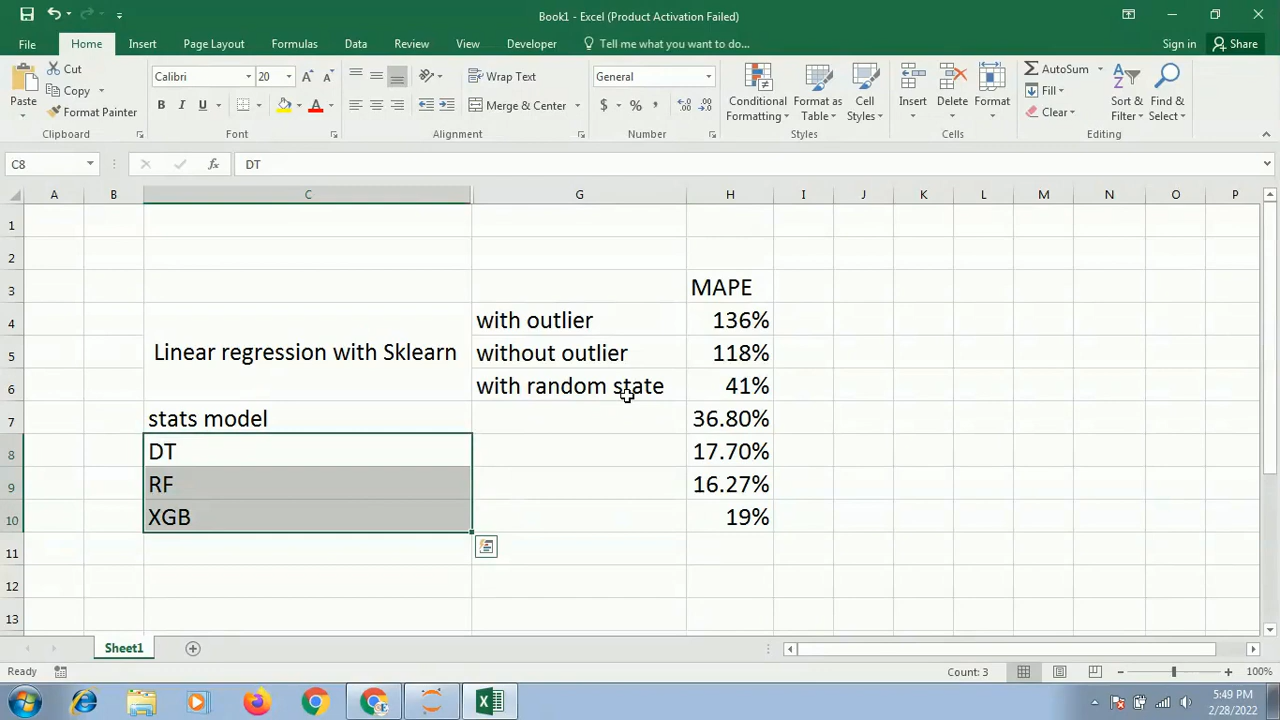 Book1 - Excel (Product Activation Failed)
File Home Insert Page Layout Formulas Data Review View Developer Tell me what you want to do... Sign in Share
Paste
Cut
Copy
Format Painter
Clipboard
Calibri 20
B I U
Font
Wrap Text
Merge & Center
Alignment
General
$ % ,
Number
Conditional Formatting
Format as Table
Cell Styles
Styles
Insert
Delete
Format
Cells
AutoSum
Fill
Clear
Sort & Filter
Find & Select
Editing
C8 fx DT
A B C G H I J K L M N O P
1
2
3 MAPE
4 with outlier 136%
5 Linear regression with Sklearn without outlier 118%
6 with random state 41%
7 stats model 36.80%
8 DT 17.70%
9 RF 16.27%
10 XGB 19%
11
12
13
Sheet1
Ready Count: 3 100%
5:49 PM
2/28/2022